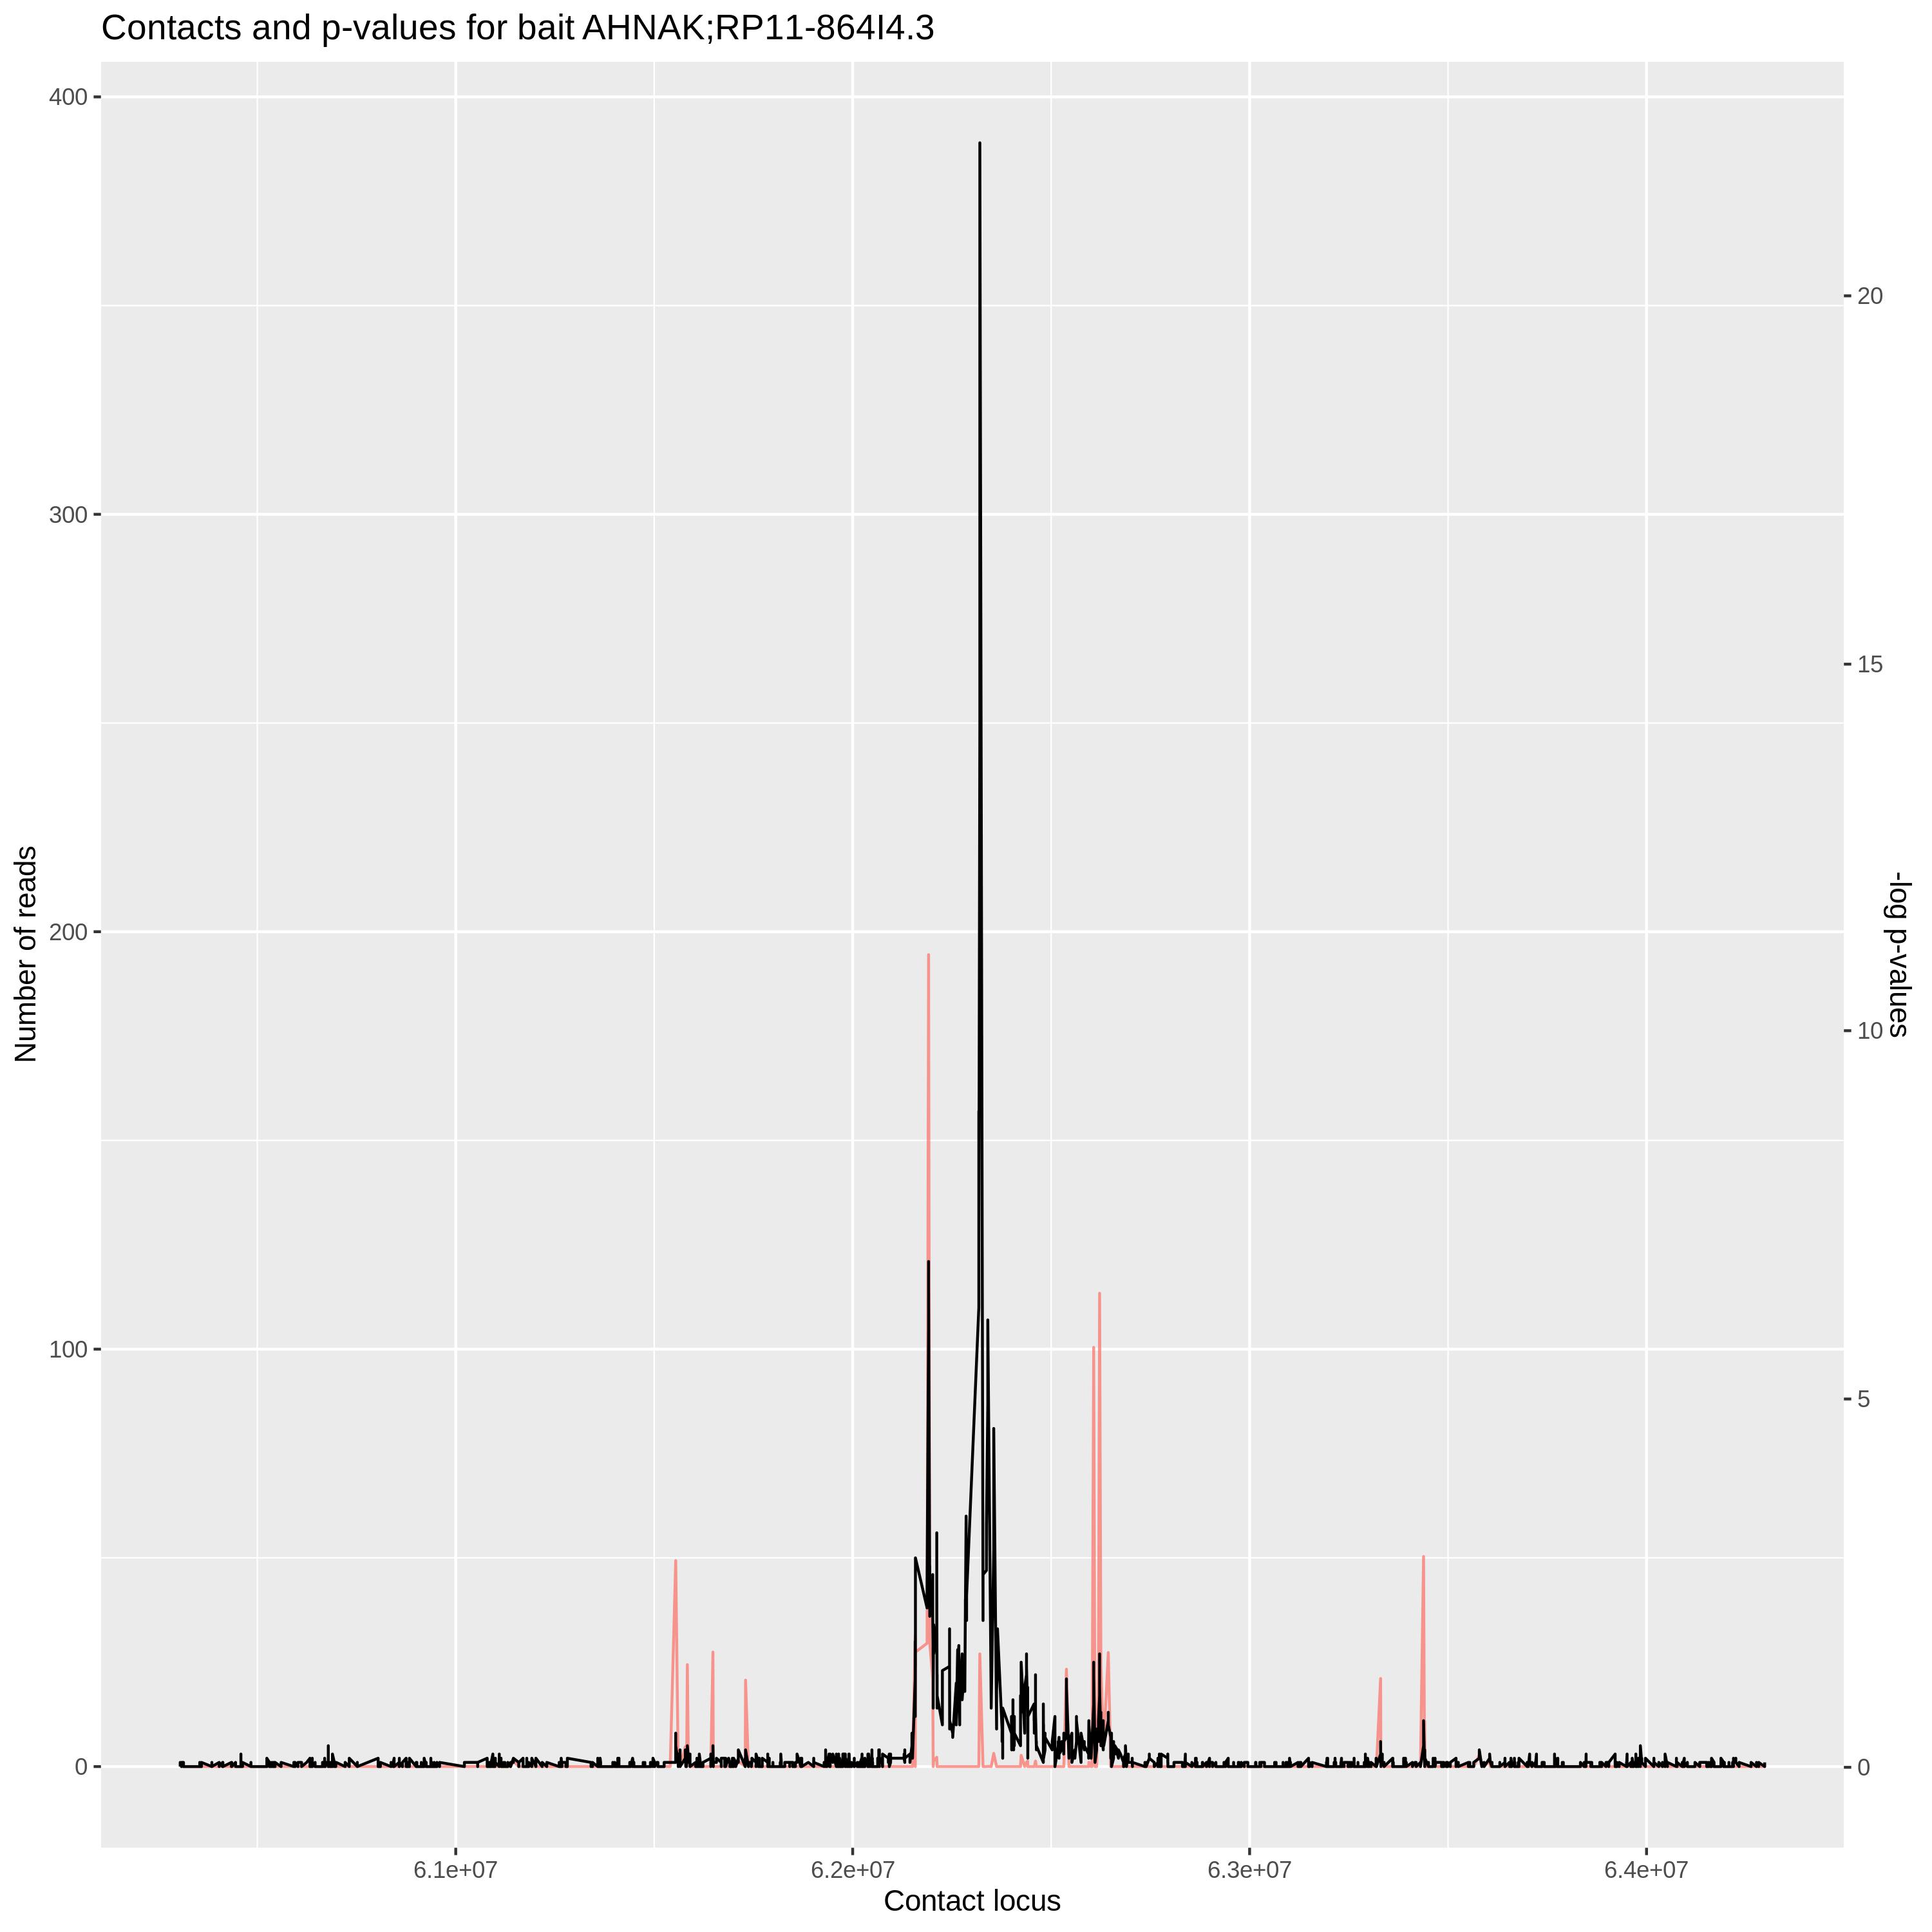 Contacts and p-values for bait AHNAK;RP11-864I4.3
400
300
200
100
0
Number of reads
20
15
10
5
0
-log p-values
6.1e+07
6.2e+07
6.3e+07
6.4e+07
Contact locus